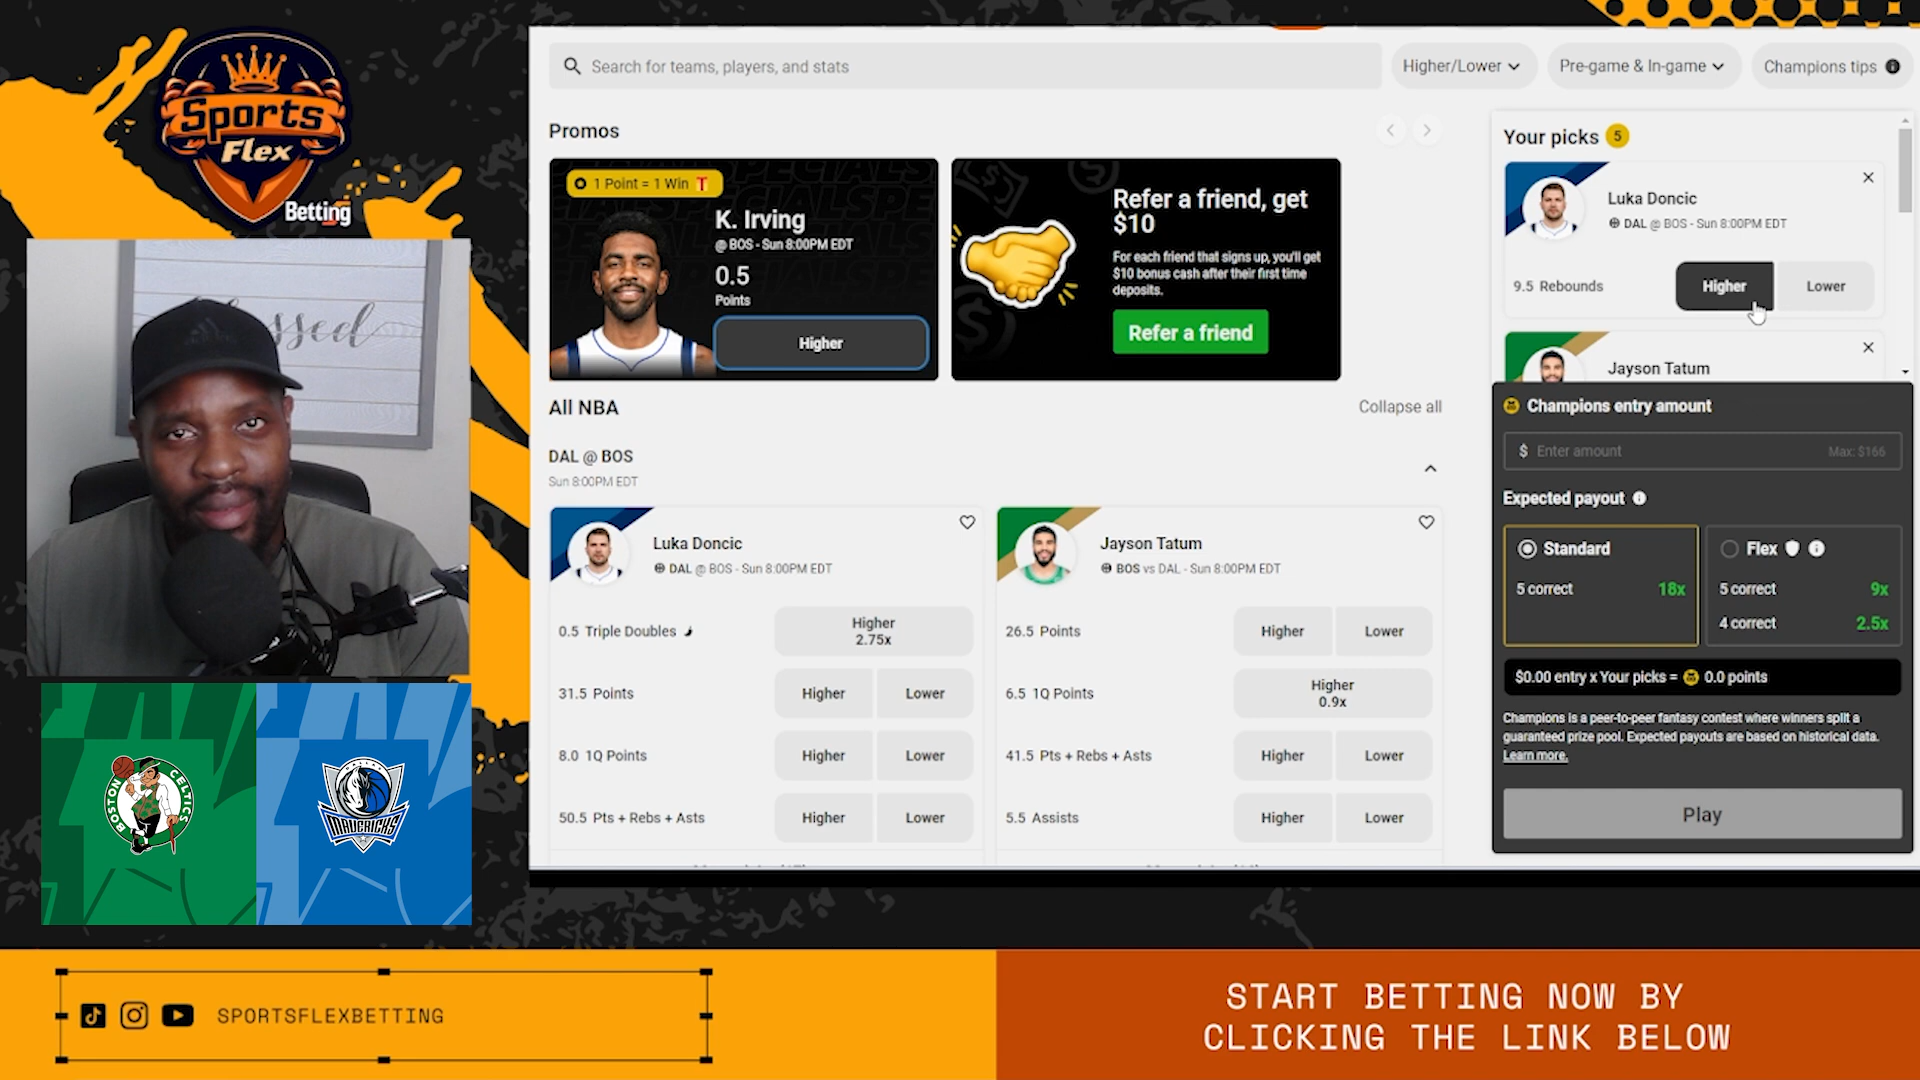 Sports
Flex
Betting
Search for teams, players, and stats
Higher/Lower
Pre-game & In-game
Champions tips
Promos
1 Point = 1 Win
K. Irving
@ BOS - Sun 8:00PM EDT
0.5
Points
Higher
Refer a friend, get
$10
For each friend that signs up, you'll get
$10 bonus cash after their first time
deposits.
Refer a friend
All NBA
Collapse all
DAL @ BOS
Sun 8:00PM EDT
Luka Doncic
DAL @ BOS - Sun 8:00PM EDT
0.5 Triple Doubles
Higher
2.75x
31.5 Points
Higher
Lower
8.0 1Q Points
Higher
Lower
50.5 Pts + Rebs + Asts
Higher
Lower
Jayson Tatum
BOS vs DAL - Sun 8:00PM EDT
26.5 Points
Higher
Lower
6.5 1Q Points
Higher
0.9x
41.5 Pts + Rebs + Asts
Higher
Lower
5.5 Assists
Higher
Lower
Your picks 5
Luka Doncic
DAL @ BOS - Sun 8:00PM EDT
9.5 Rebounds
Higher
Lower
Jayson Tatum
Champions entry amount
$ Enter amount
Max: $166
Expected payout
Standard
5 correct 18x
Flex
5 correct 9x
4 correct 2.5x
$0.00 entry x Your picks = 0.0 points
Champions is a peer-to-peer fantasy contest where winners split a
guaranteed prize pool. Expected payouts are based on historical data.
Learn more.
Play
BOSTON CELTICS
MAVERICKS
SPORTSFLEXBETTING
START BETTING NOW BY
CLICKING THE LINK BELOW